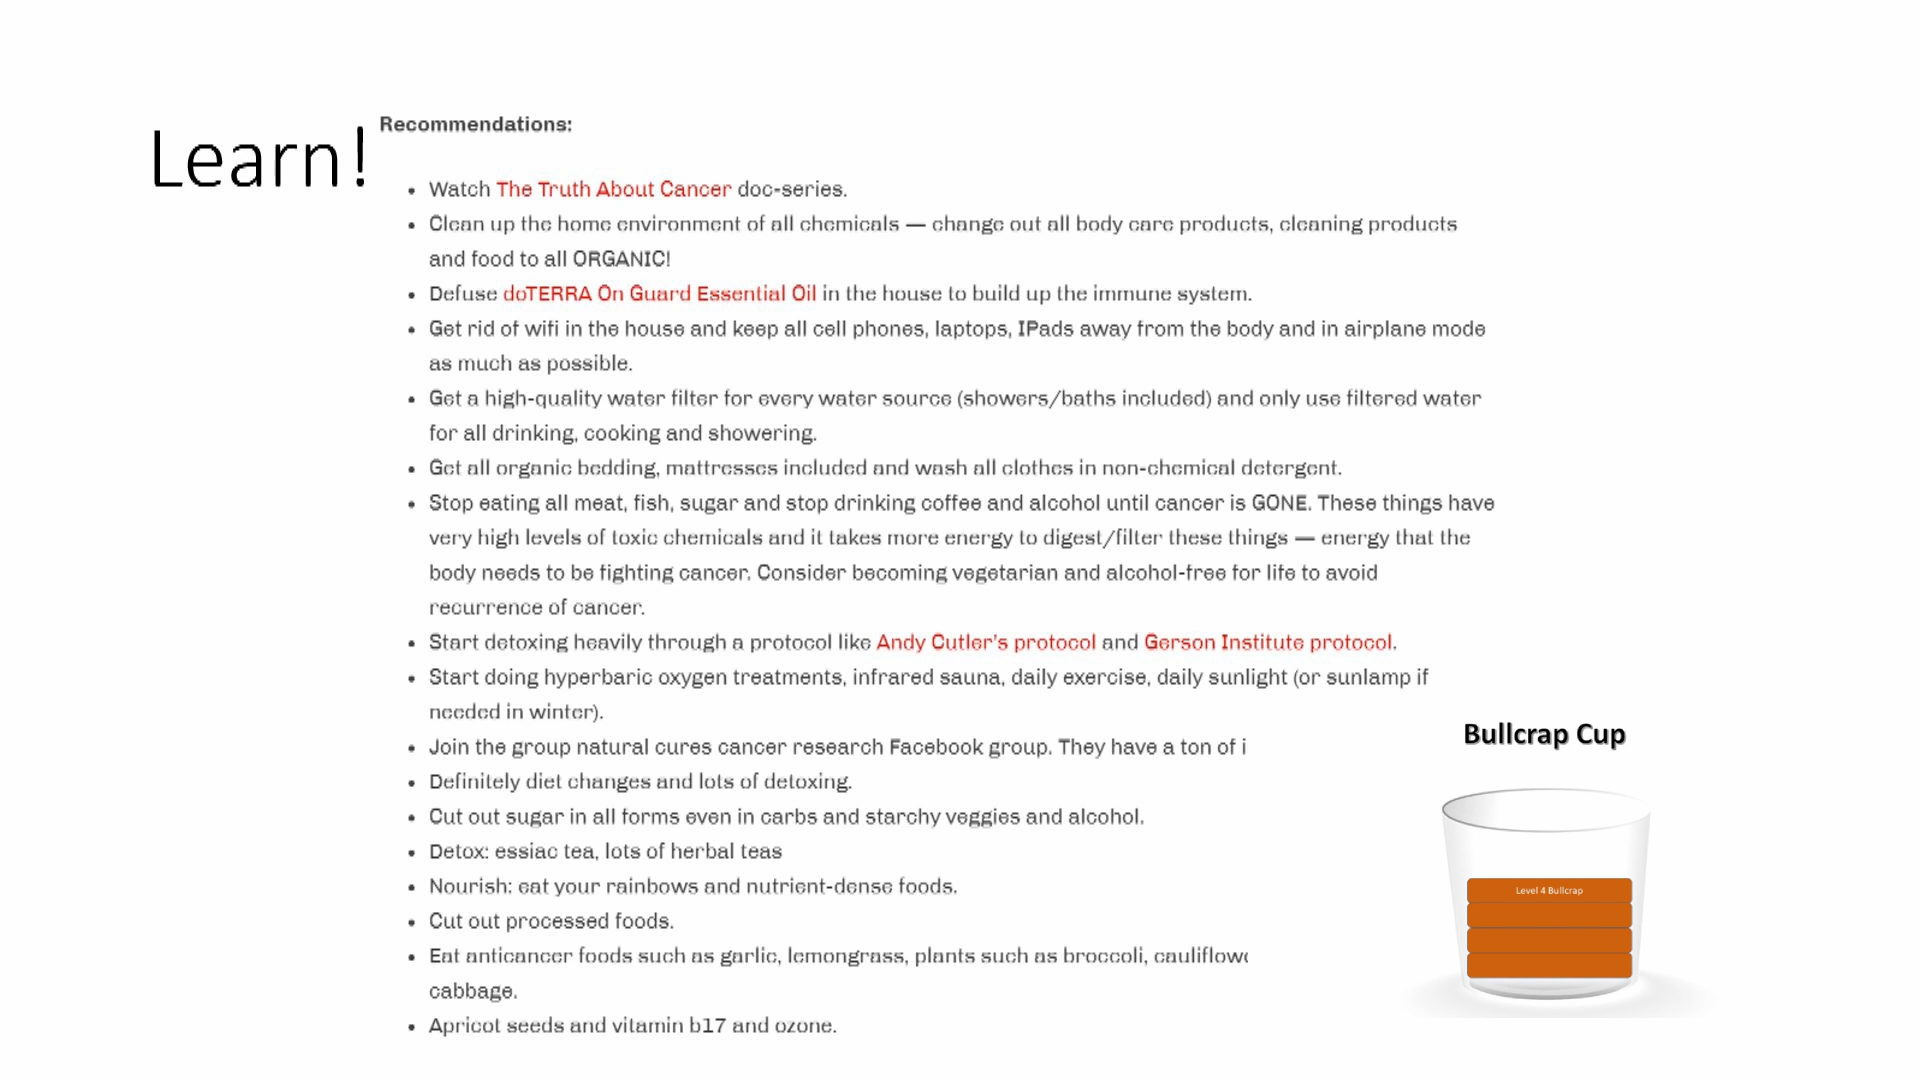 Learn!
Recommendations:
Watch The Truth About Cancer doc-series.
Clean up the home environment of all chemicals — change out all body care products, cleaning products
and food to all ORGANIC!
Defuse doTERRA On Guard Essential Oil in the house to build up the immune system.
Get rid of wifi in the house and keep all cell phones, laptops, IPads away from the body and in airplane mode
as much as possible.
Get a high-quality water filter for every water source (showers/baths included) and only use filtered water
for all drinking, cooking and showering.
Get all organic bedding, mattresses included and wash all clothes in non-chemical detergent.
Stop eating all meat, fish, sugar and stop drinking coffee and alcohol until cancer is GONE. These things have
very high levels of toxic chemicals and it takes more energy to digest/filter these things — energy that the
body needs to be fighting cancer. Consider becoming vegetarian and alcohol-free for life to avoid
recurrence of cancer.
Start detoxing heavily through a protocol like Andy Cutler's protocol and Gerson Institute protocol.
Start doing hyperbaric oxygen treatments, infrared sauna, daily exercise, daily sunlight (or sunlamp if
needed in winter).
Join the group natural cures cancer research Facebook group. They have a ton of i
Definitely diet changes and lots of detoxing.
Cut out sugar in all forms even in carbs and starchy veggies and alcohol.
Detox: essiac tea, lots of herbal teas
Nourish: eat your rainbows and nutrient-dense foods.
Cut out processed foods.
Eat anticancer foods such as garlic, lemongrass, plants such as broccoli, cauliflow
cabbage.
Apricot seeds and vitamin b17 and ozone.
Bullcrap Cup
Level 4 Bullcrap